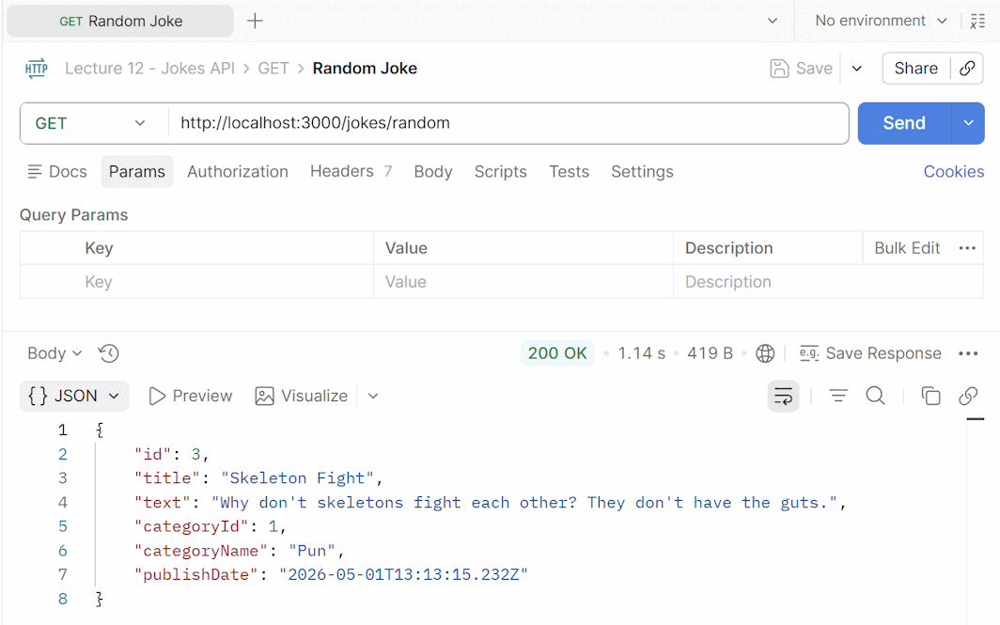 GET Random Joke
No environment
HTTP Lecture 12 - Jokes API > GET > Random Joke Save Share
GET http://localhost:3000/jokes/random Send
Docs Params Authorization Headers 7 Body Scripts Tests Settings Cookies
Query Params
Key Value Description Bulk Edit
Key Value Description
Body 200 OK 1.14 s 419 B e.g. Save Response
{} JSON Preview Visualize
1 {
2 "id": 3,
3 "title": "Skeleton Fight",
4 "text": "Why don't skeletons fight each other? They don't have the guts.",
5 "categoryId": 1,
6 "categoryName": "Pun",
7 "publishDate": "2026-05-01T13:13:15.232Z"
8 }